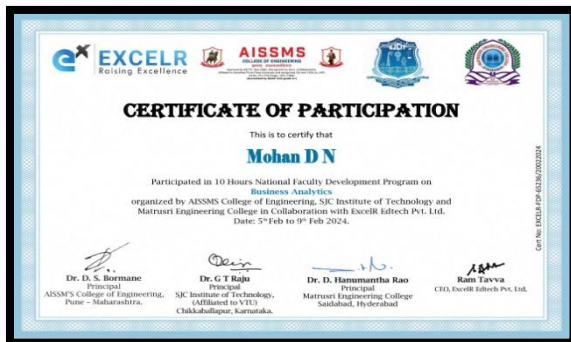 EXCELR
Raising Excellence
AISSMS
COLLEGE OF ENGINEERING
CERTIFICATE OF PARTICIPATION
This is to certify that
Mohan D N
Participated in 10 Hours National Faculty Development Program on
Business Analytics
organized by AISSMS College of Engineering, SJC Institute of Technology and
Matrusri Engineering College in Collaboration with ExcelR Edtech Pvt. Ltd.
Date: 5th Feb to 9th Feb 2024.
Cert No: EXCELR-FDP-65236/20022024
Dr. D. S. Bormane
Principal
AISSM'S College of Engineering,
Pune – Maharashtra.
Dr. G T Raju
Principal
SJC Institute of Technology,
(Affiliated to VTU)
Chikkaballapur, Karnataka.
Dr. D. Hanumantha Rao
Principal
Matrusri Engineering College
Saidabad, Hyderabad
Ram Tavva
CEO, ExcelR Edtech Pvt, Ltd.